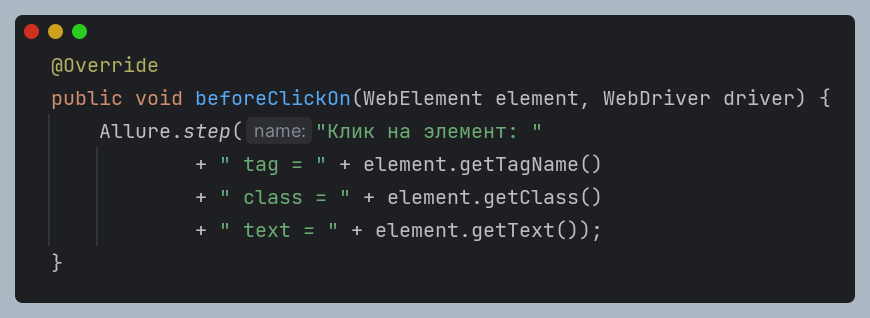 @Override
public void beforeClickOn(WebElement element, WebDriver driver) {
Allure.step( name: "Клик на элемент: "
+ " tag = " + element.getTagName()
+ " class = " + element.getClass()
+ " text = " + element.getText());
}